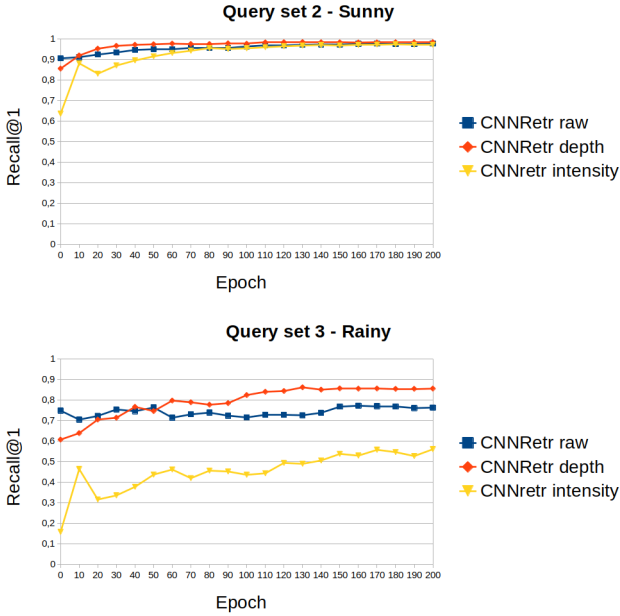 Query set 2 - Sunny
1
0,9
0,8
0,7
0,6
0,5
0,4
0,3
0,2
0,1
0
Recall@1
0 10 20 30 40 50 60 70 80 90 100 110 120 130 140 150 160 170 180 190 200
Epoch
CNNRetr raw
CNNRetr depth
CNNretr intensity
Query set 3 - Rainy
1
0,9
0,8
0,7
0,6
0,5
0,4
0,3
0,2
0,1
0
Recall@1
0 10 20 30 40 50 60 70 80 90 100 110 120 130 140 150 160 170 180 190 200
Epoch
CNNRetr raw
CNNRetr depth
CNNretr intensity